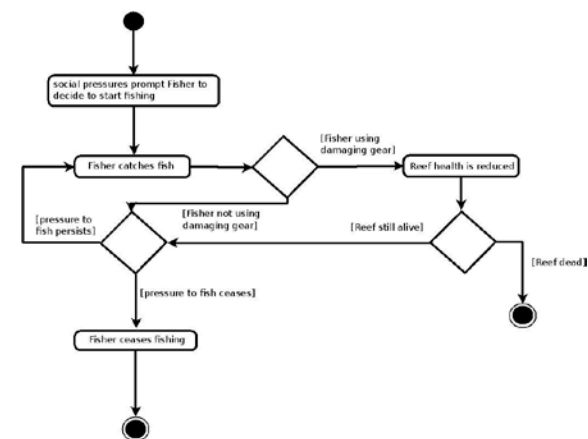 social pressures prompt Fisher to
decide to start fishing
[Fisher using
damaging gear]
Fisher catches fish
Reef health is reduced
[pressure to
fish persists]
[Fisher not using
damaging gear]
[Reef still alive]
[Reef dead]
[pressure to fish ceases]
Fisher ceases fishing